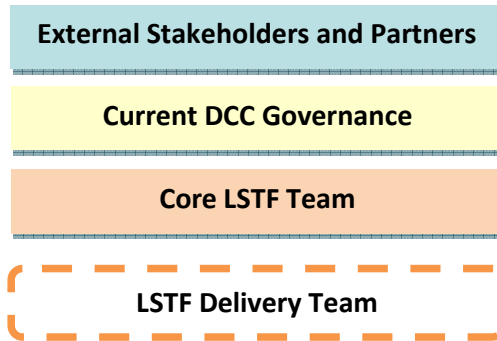 External Stakeholders and Partners
Current DCC Governance
Core LSTF Team
LSTF Delivery Team